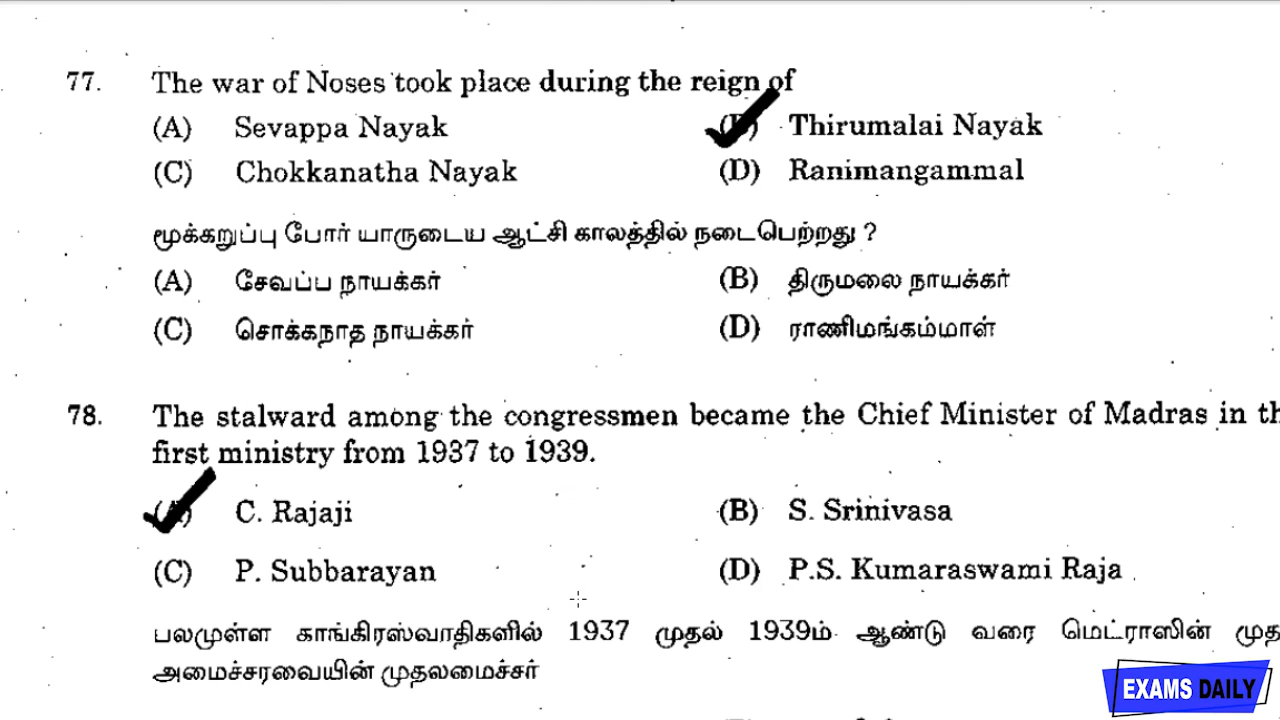 77. The war of Noses took place during the reign of
(A) Sevappa Nayak (B) Thirumalai Nayak
(C) Chokkanatha Nayak (D) Ranimangammal
மூக்கறுப்பு போர் யாருடைய ஆட்சி காலத்தில் நடைபெற்றது ?
(A) சேவப்ப நாயக்கர் (B) திருமலை நாயக்கர்
(C) சொக்கநாத நாயக்கர் (D) ராணிமங்கம்மாள்
78. The stalward among the congressmen became the Chief Minister of Madras in th
first ministry from 1937 to 1939.
(A) C. Rajaji (B) S. Srinivasa
(C) P. Subbarayan (D) P.S. Kumaraswami Raja
பலமுள்ள காங்கிரஸ்வாதிகளில் 1937 முதல் 1939ம் ஆண்டு வரை மெட்ராஸின் முத
அமைச்சரவையின் முதலமைச்சர்
EXAMS DAILY